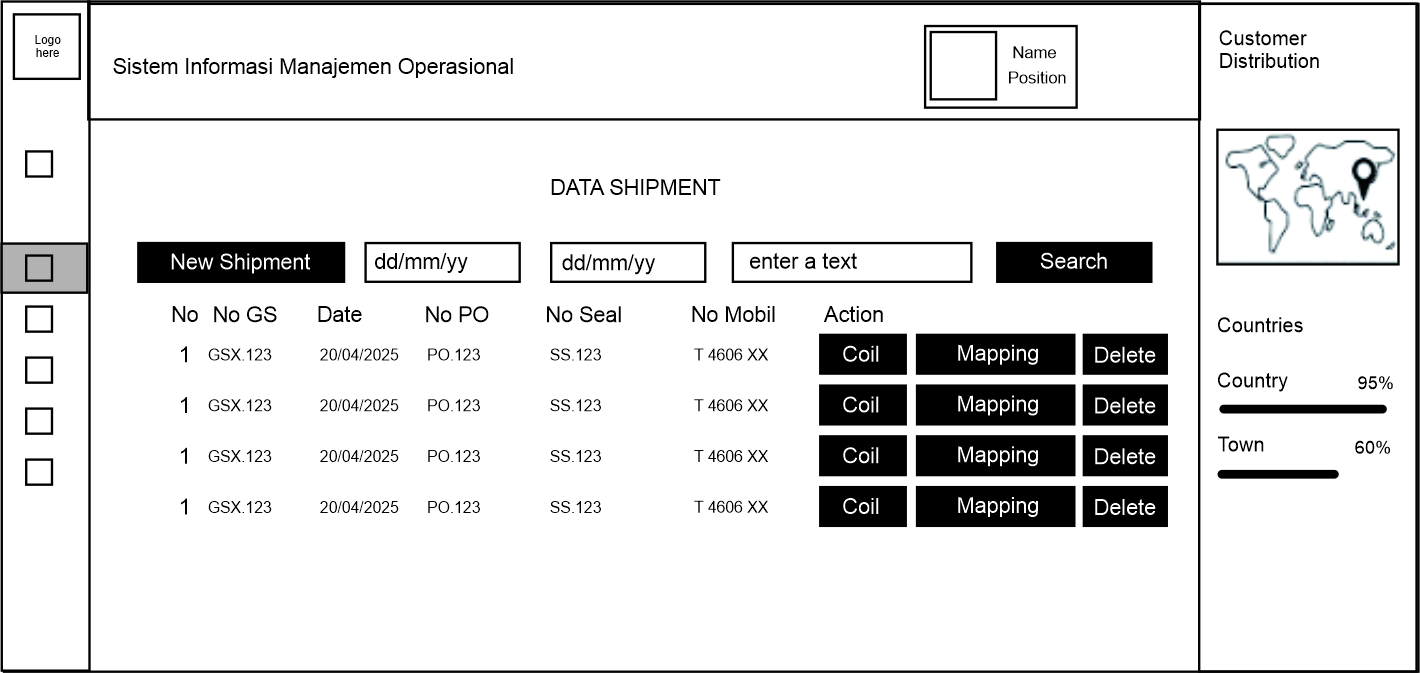 Logo
here
Sistem Informasi Manajemen Operasional
Name
Position
Customer
Distribution
DATA SHIPMENT
New Shipment dd/mm/yy dd/mm/yy enter a text Search
No No GS Date No PO No Seal No Mobil Action
1 GSX.123 20/04/2025 PO.123 SS.123 T 4606 XX Coil Mapping Delete
1 GSX.123 20/04/2025 PO.123 SS.123 T 4606 XX Coil Mapping Delete
1 GSX.123 20/04/2025 PO.123 SS.123 T 4606 XX Coil Mapping Delete
1 GSX.123 20/04/2025 PO.123 SS.123 T 4606 XX Coil Mapping Delete
Countries
Country 95%
Town 60%